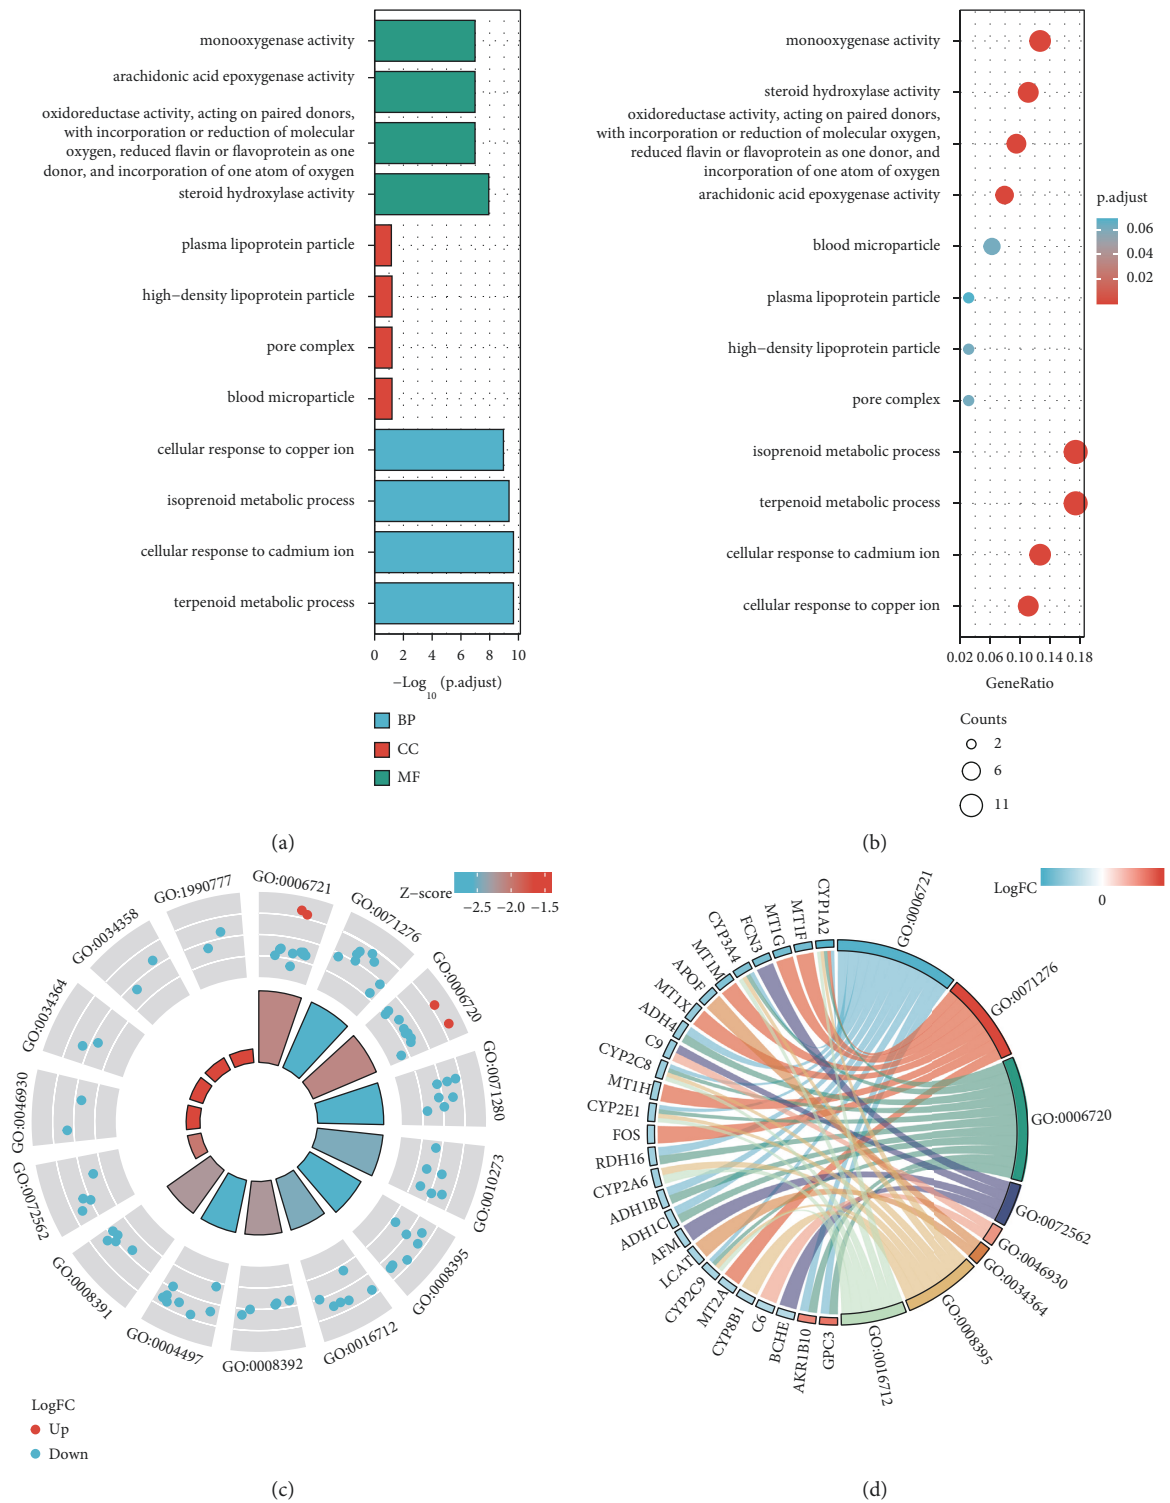 monooxygenase activity
arachidonic acid epoxygenase activity
oxidoreductase activity, acting on paired donors,
with incorporation or reduction of molecular
oxygen, reduced flavin or flavoprotein as one
donor, and incorporation of one atom of oxygen
steroid hydroxylase activity
plasma lipoprotein particle
high−density lipoprotein particle
pore complex
blood microparticle
cellular response to copper ion
isoprenoid metabolic process
cellular response to cadmium ion
terpenoid metabolic process
0 2 4 6 8 10
−Log10 (p.adjust)
BP
CC
MF
(a)
monooxygenase activity
steroid hydroxylase activity
oxidoreductase activity, acting on paired donors,
with incorporation or reduction of molecular oxygen,
reduced flavin or flavoprotein as one donor, and
incorporation of one atom of oxygen
arachidonic acid epoxygenase activity
blood microparticle
plasma lipoprotein particle
high−density lipoprotein particle
pore complex
isoprenoid metabolic process
terpenoid metabolic process
cellular response to cadmium ion
cellular response to copper ion
0.02 0.06 0.10 0.14 0.18
GeneRatio
p.adjust
0.06
0.04
0.02
Counts
2
6
11
(b)
Z−score
−2.5 −2.0 −1.5
GO:0006721
GO:0071276
GO:0006720
GO:0071280
GO:0010273
GO:0008395
GO:0016712
GO:0008392
GO:0004497
GO:0008391
GO:0072562
GO:0046930
GO:0034364
GO:0034358
GO:1990777
LogFC
Up
Down
(c)
LogFC
0
GO:0006721
GO:0071276
GO:0006720
GO:0072562
GO:0046930
GO:0034364
GO:0008395
GO:0016712
CYP1A2
MT1F
MT1G
FCN3
CYP3A4
MT1M
APOF
MT1X
ADH4
C9
CYP2C8
MT1H
CYP2E1
FOS
RDH16
CYP2A6
ADH1B
ADH1C
AFM
LCAT
CYP2C9
MT2A
CYP8B1
C6
BCHE
AKR1B10
GPC3
(d)